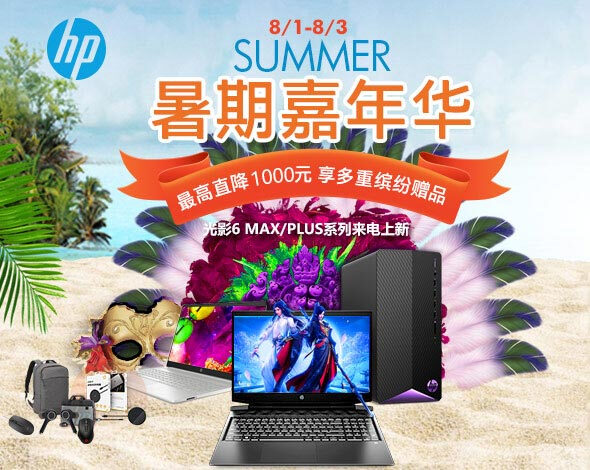 hp
8/1-8/3
SUMMER
暑期嘉年华
最高直降1000元 享多重缤纷赠品
光影6 MAX/PLUS系列来电上新